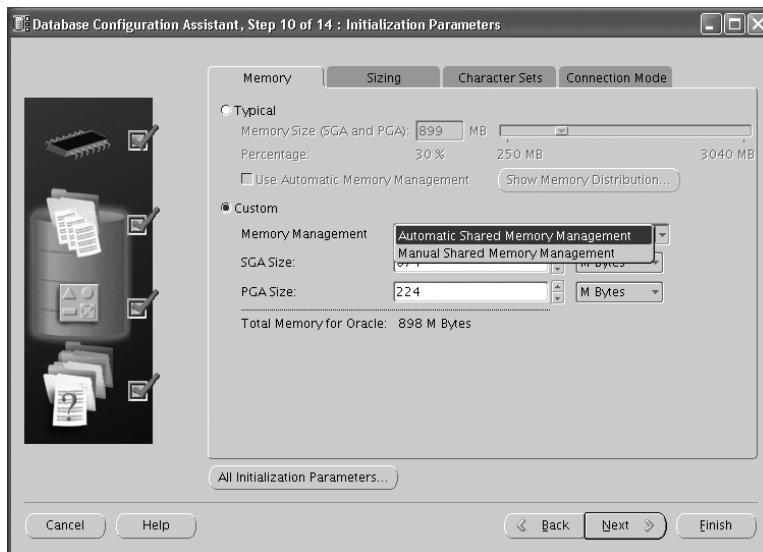 Database Configuration Assistant, Step 10 of 14 : Initialization Parameters
Memory Sizing Character Sets Connection Mode
Typical
Memory Size (SGA and PGA): 899 MB
Percentage: 30 % 250 MB 3040 MB
Use Automatic Memory Management Show Memory Distribution...
Custom
Memory Management Automatic Shared Memory Management
Manual Shared Memory Management
SGA Size: M Bytes
PGA Size: 224 M Bytes
Total Memory for Oracle: 898 M Bytes
?
All Initialization Parameters...
Cancel Help Back Next Finish